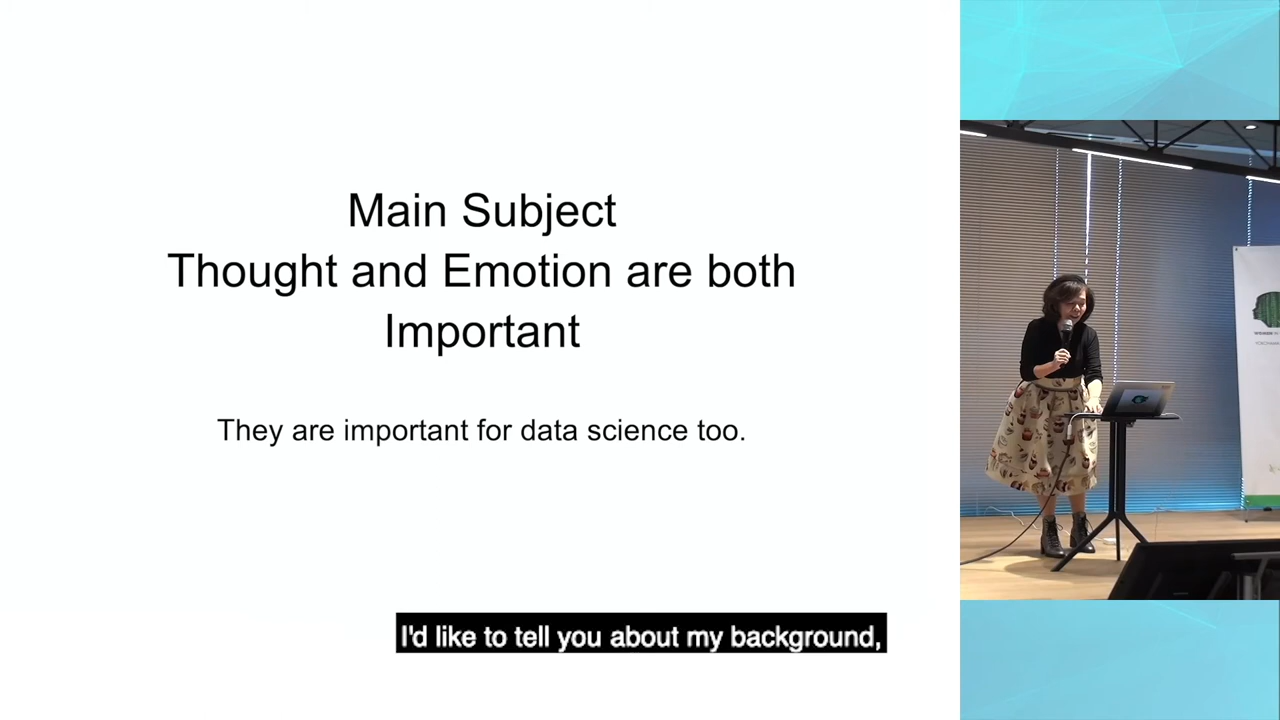 Main Subject
Thought and Emotion are both
Important
They are important for data science too.
I'd like to tell you about my background,